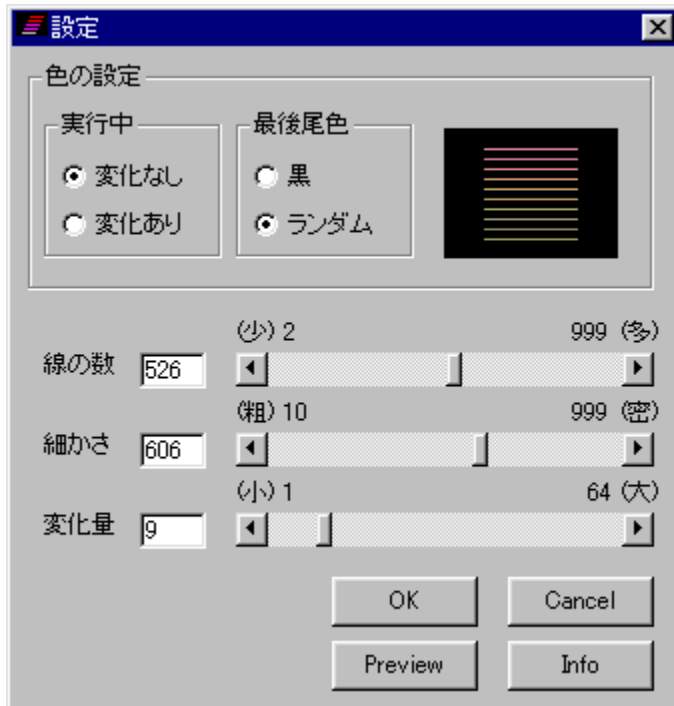 設定
色の設定
実行中
変化なし
変化あり
最後尾色
黒
ランダム
(少) 2 999 (多)
線の数 526
(粗) 10 999 (密)
細かさ 606
(小) 1 64 (大)
変化量 9
OK Cancel
Preview Info